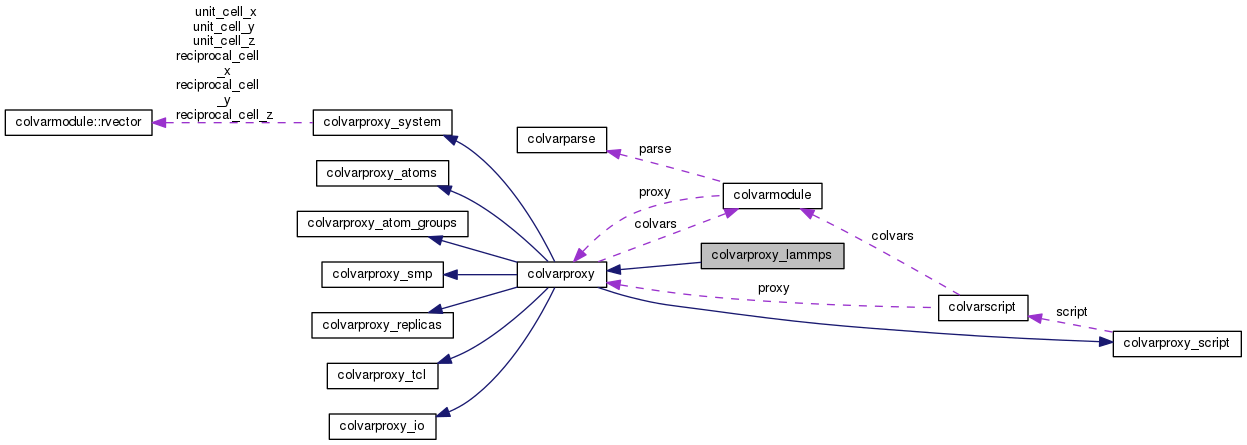 unit_cell_x
unit_cell_y
unit_cell_z
reciprocal_cell
_x
reciprocal_cell
_y
reciprocal_cell_z
colvarmodule::rvector
colvarproxy_system
colvarproxy_atoms
colvarproxy_atom_groups
colvarproxy_smp
colvarproxy_replicas
colvarproxy_tcl
colvarproxy_io
colvarparse
parse
proxy
colvars
colvarproxy
colvarmodule
colvarproxy_lammps
colvars
proxy
colvarscript
script
colvarproxy_script